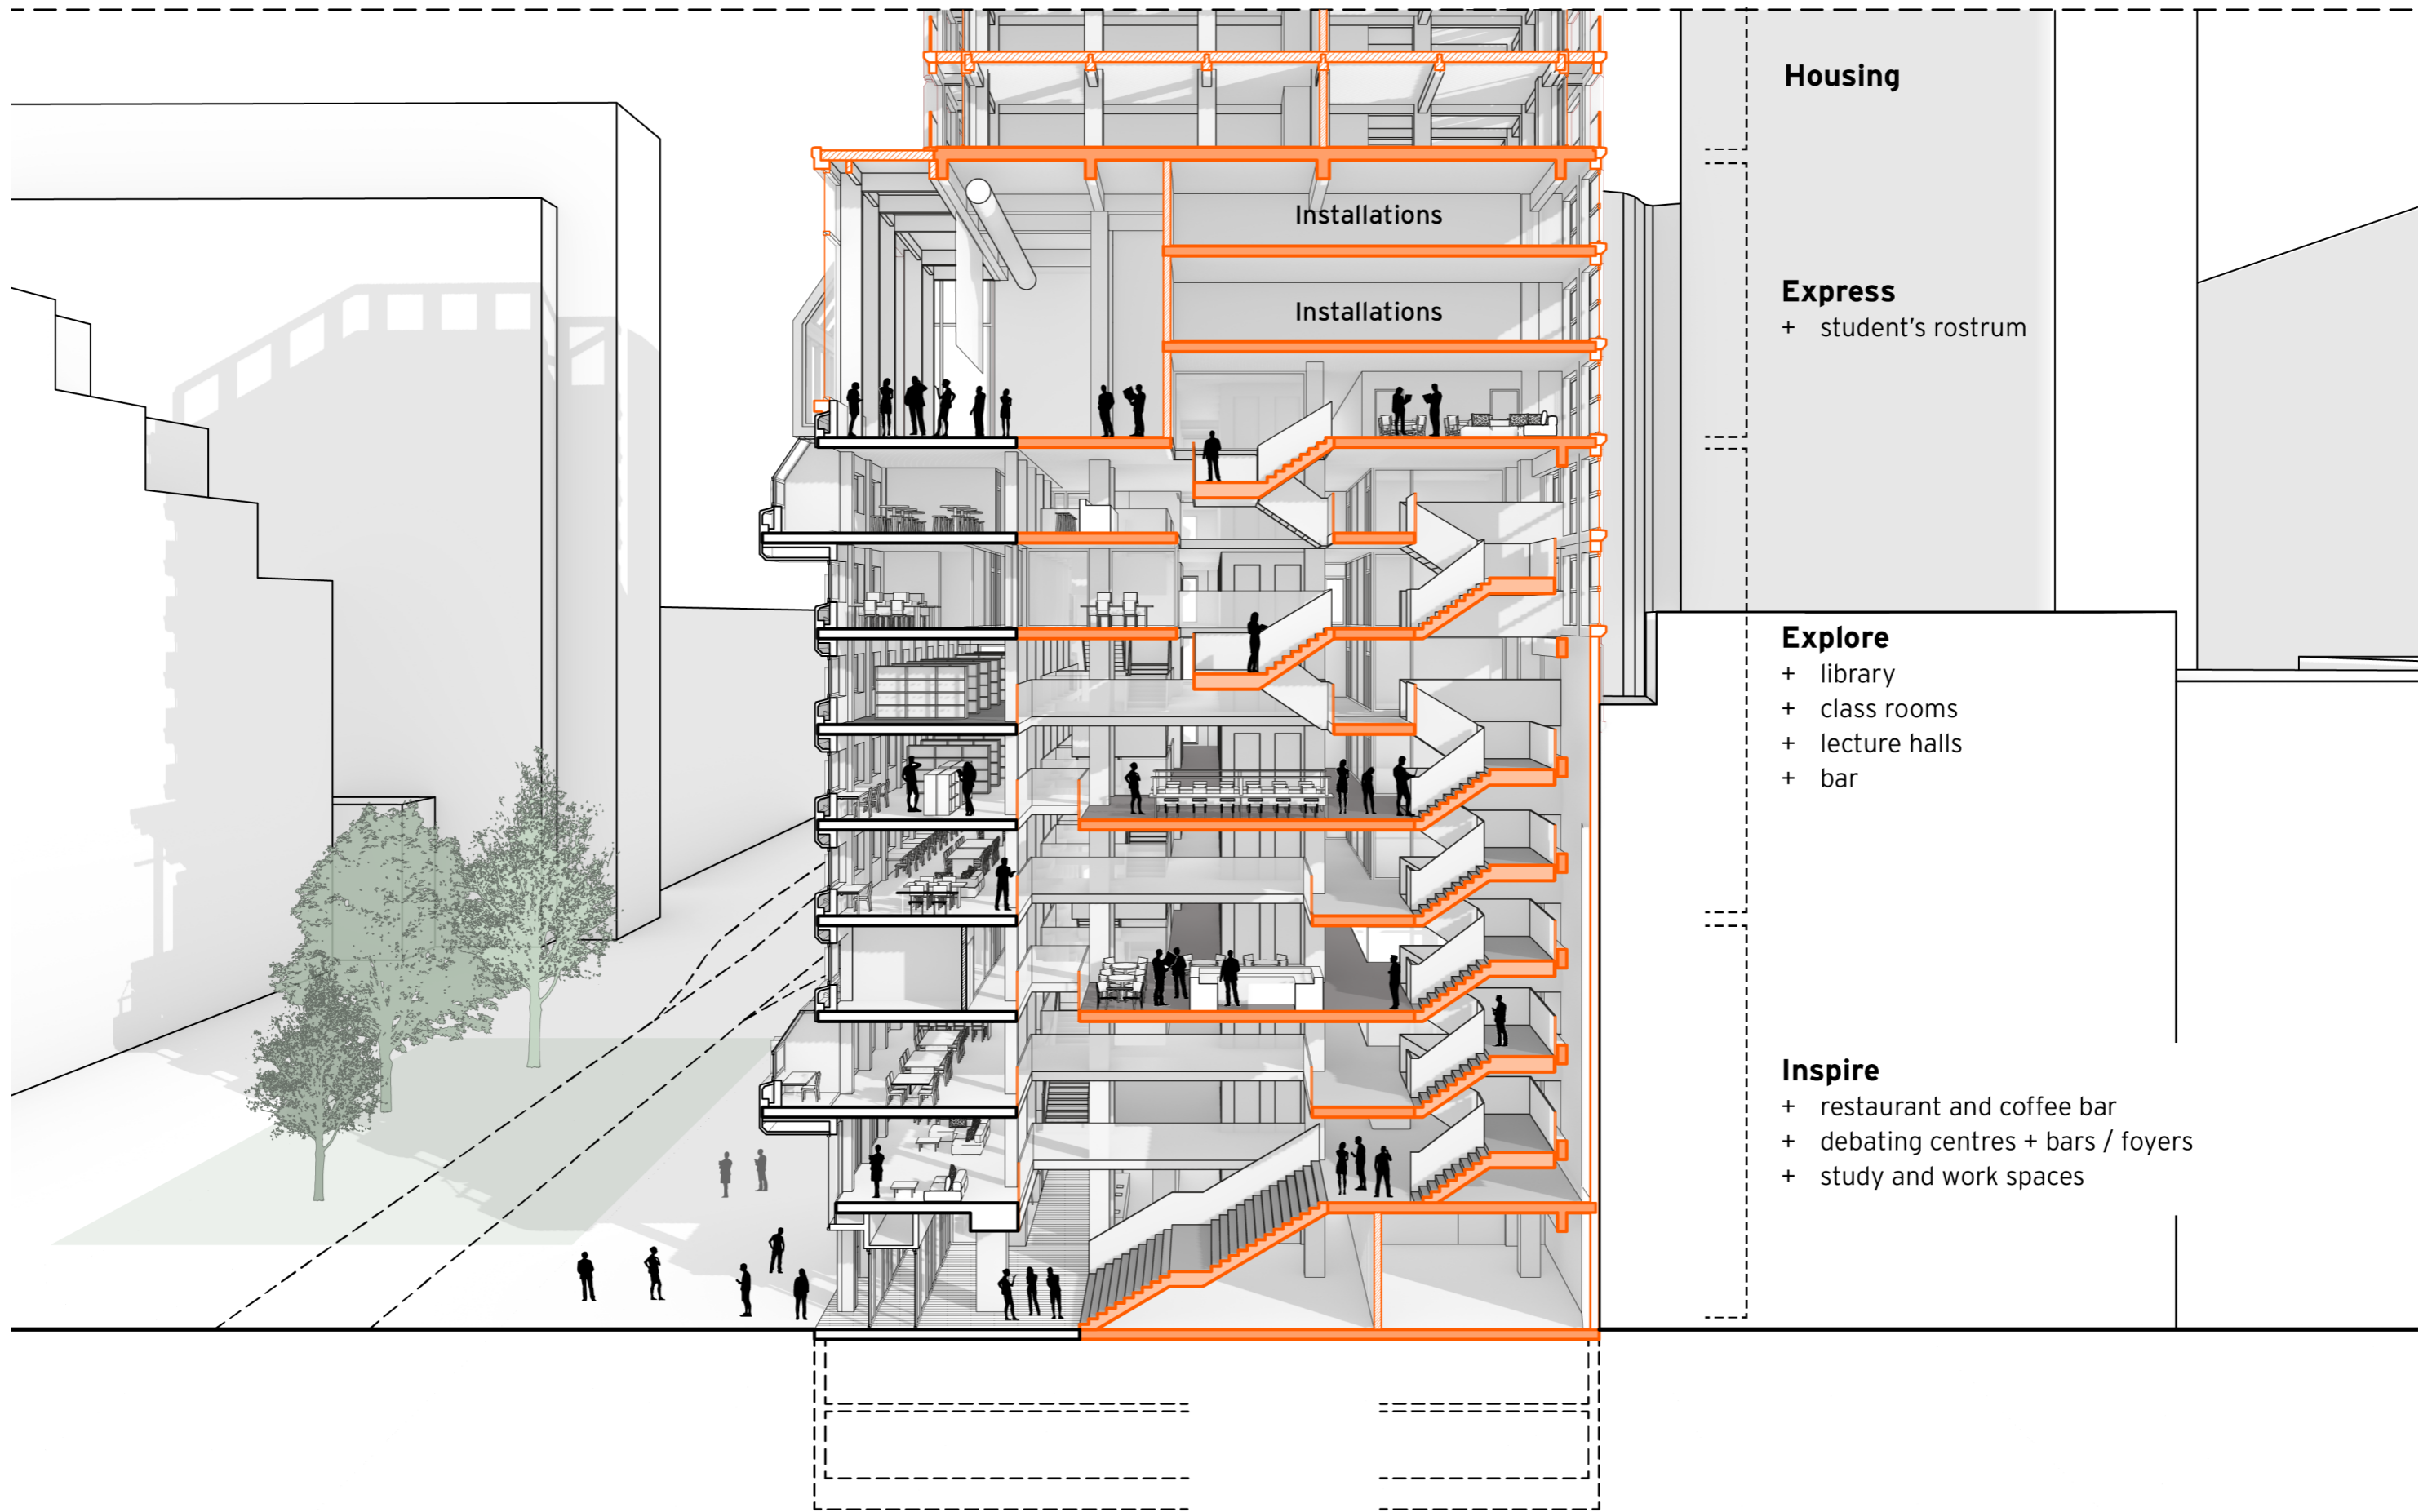 Housing
Installations
Installations
Express
+ student's rostrum
Explore
+ library
+ class rooms
+ lecture halls
+ bar
Inspire
+ restaurant and coffee bar
+ debating centres + bars / foyers
+ study and work spaces